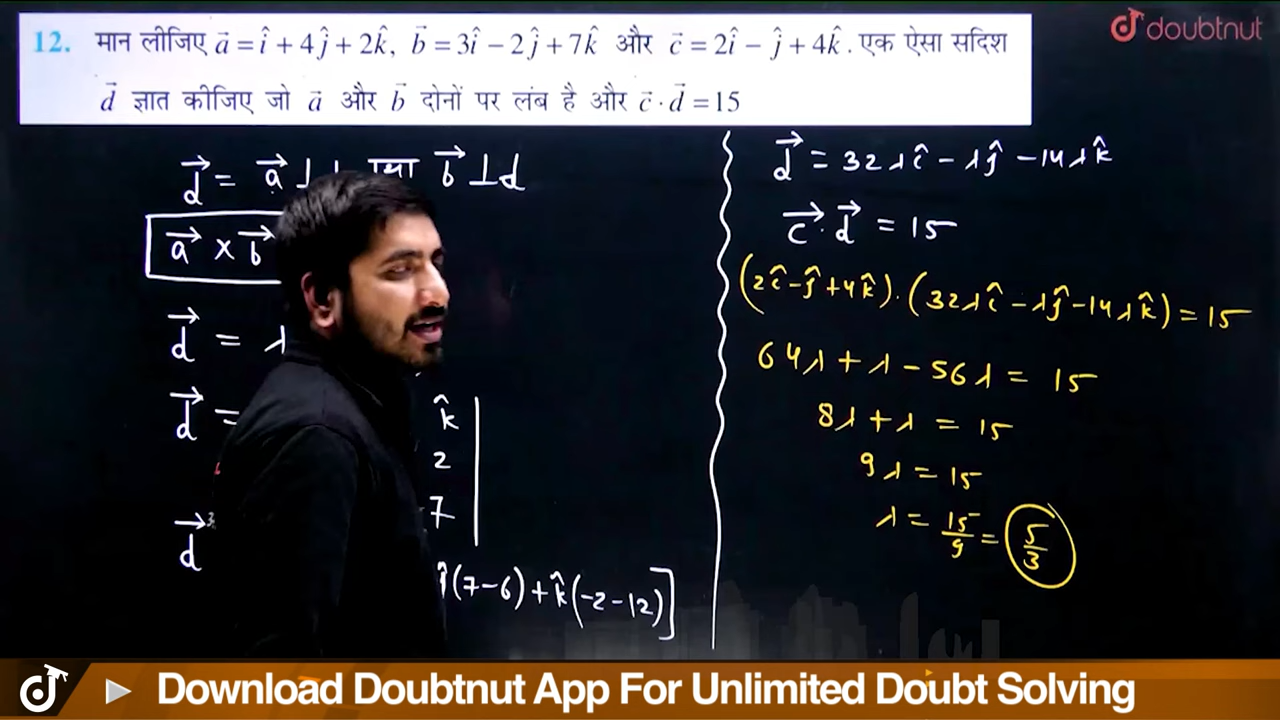 doubtnut
12. मान लीजिए a⃗ = î + 4ĵ + 2k̂, b⃗ = 3î − 2ĵ + 7k̂ और c⃗ = 2î − ĵ + 4k̂. एक ऐसा सदिश
d⃗ ज्ञात कीजिए जो a⃗ और b⃗ दोनों पर लंब है और c⃗ · d⃗ = 15
d⃗ = a⃗ ⊥ b⃗ ⊥ d
a⃗ × b⃗
d⃗ = λ
d⃗ =
k̂
2
7
d⃗
ĵ(7−6) + k̂(−2−12)]
d⃗ = 32λî − λĵ − 14λk̂
c⃗ · d⃗ = 15
(2î − ĵ + 4k̂) · (32λî − λĵ − 14λk̂) = 15
64λ + λ − 56λ = 15
8λ + λ = 15
9λ = 15
λ = 15/9 = 5/3
Download Doubtnut App For Unlimited Doubt Solving